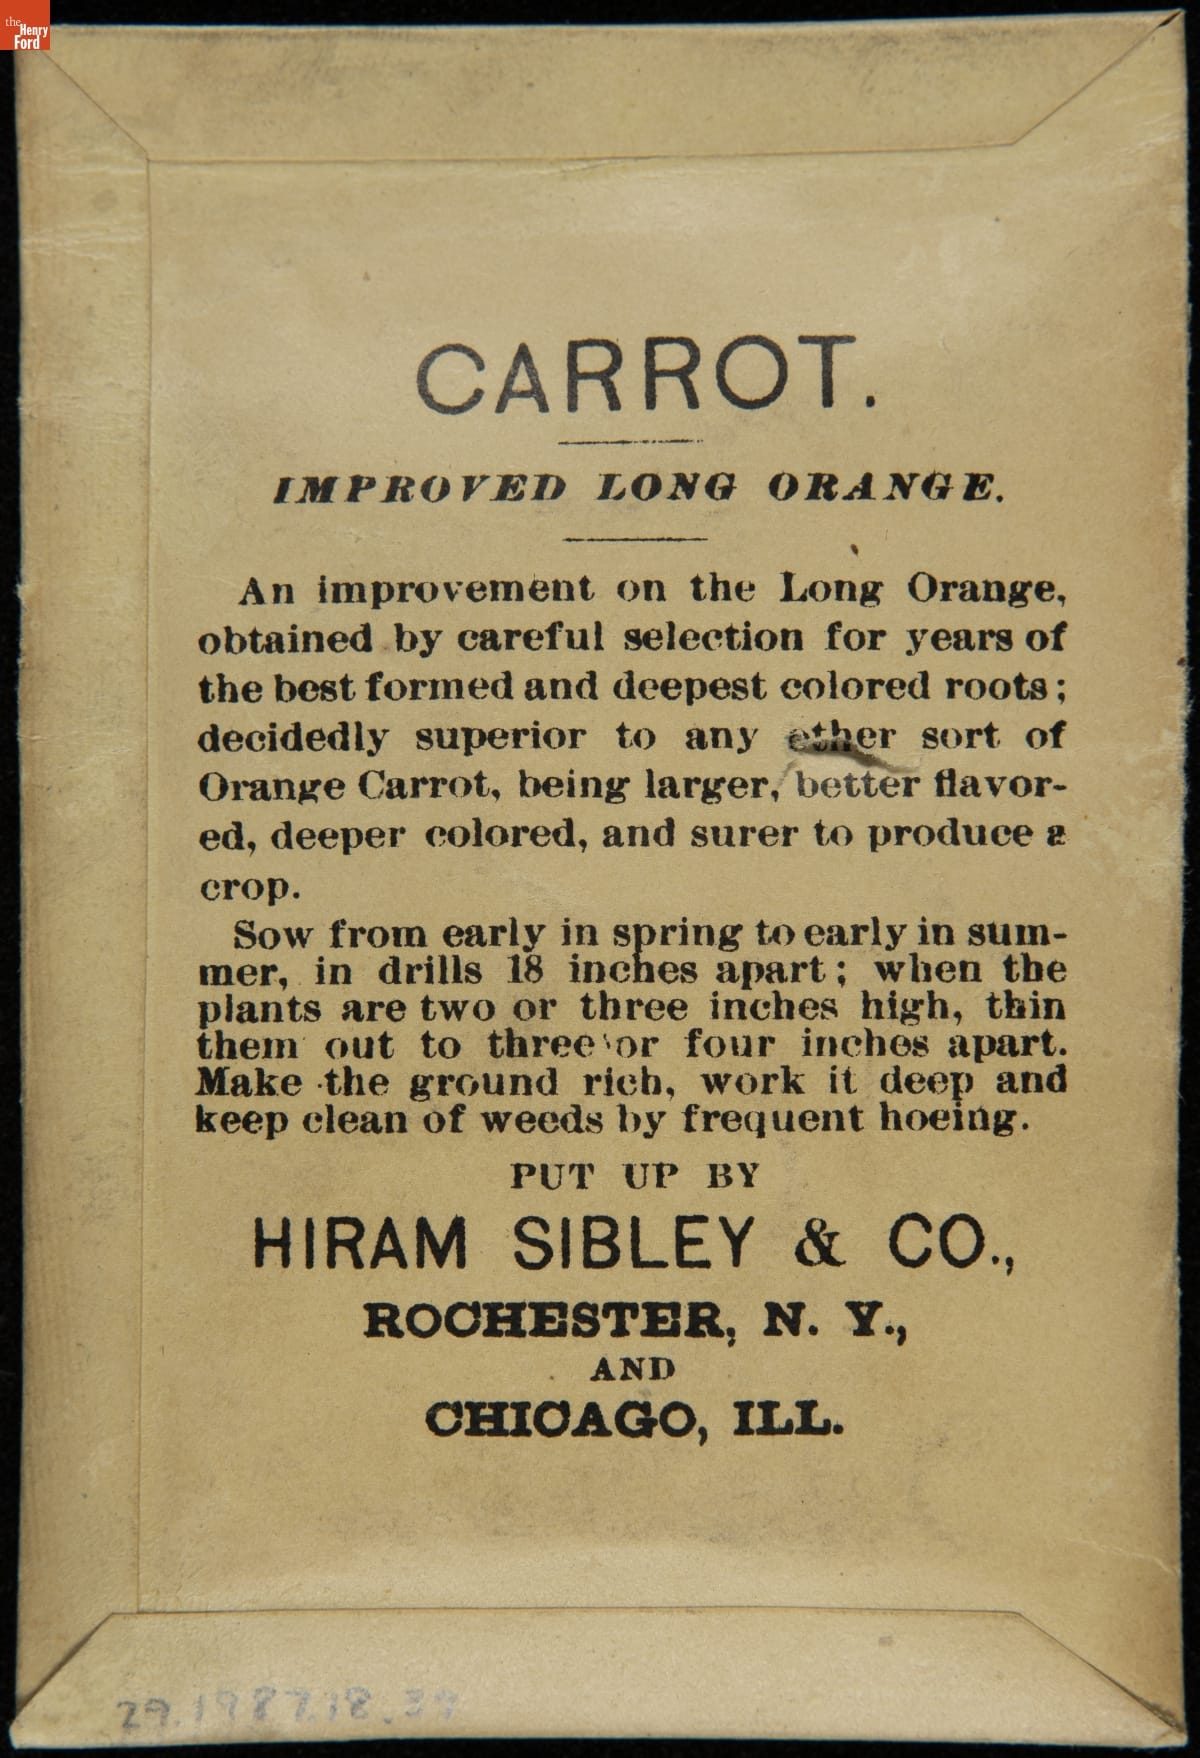 the
Henry
Ford
CARROT.
IMPROVED LONG ORANGE.
An improvement on the Long Orange,
obtained by careful selection for years of
the best formed and deepest colored roots;
decidedly superior to any other sort of
Orange Carrot, being larger, better flavor-
ed, deeper colored, and surer to produce a
crop.
Sow from early in spring to early in sum-
mer, in drills 18 inches apart; when the
plants are two or three inches high, thin
them out to three or four inches apart.
Make the ground rich, work it deep and
keep clean of weeds by frequent hoeing.
PUT UP BY
HIRAM SIBLEY & CO.,
ROCHESTER, N. Y.,
AND
CHICAGO, ILL.